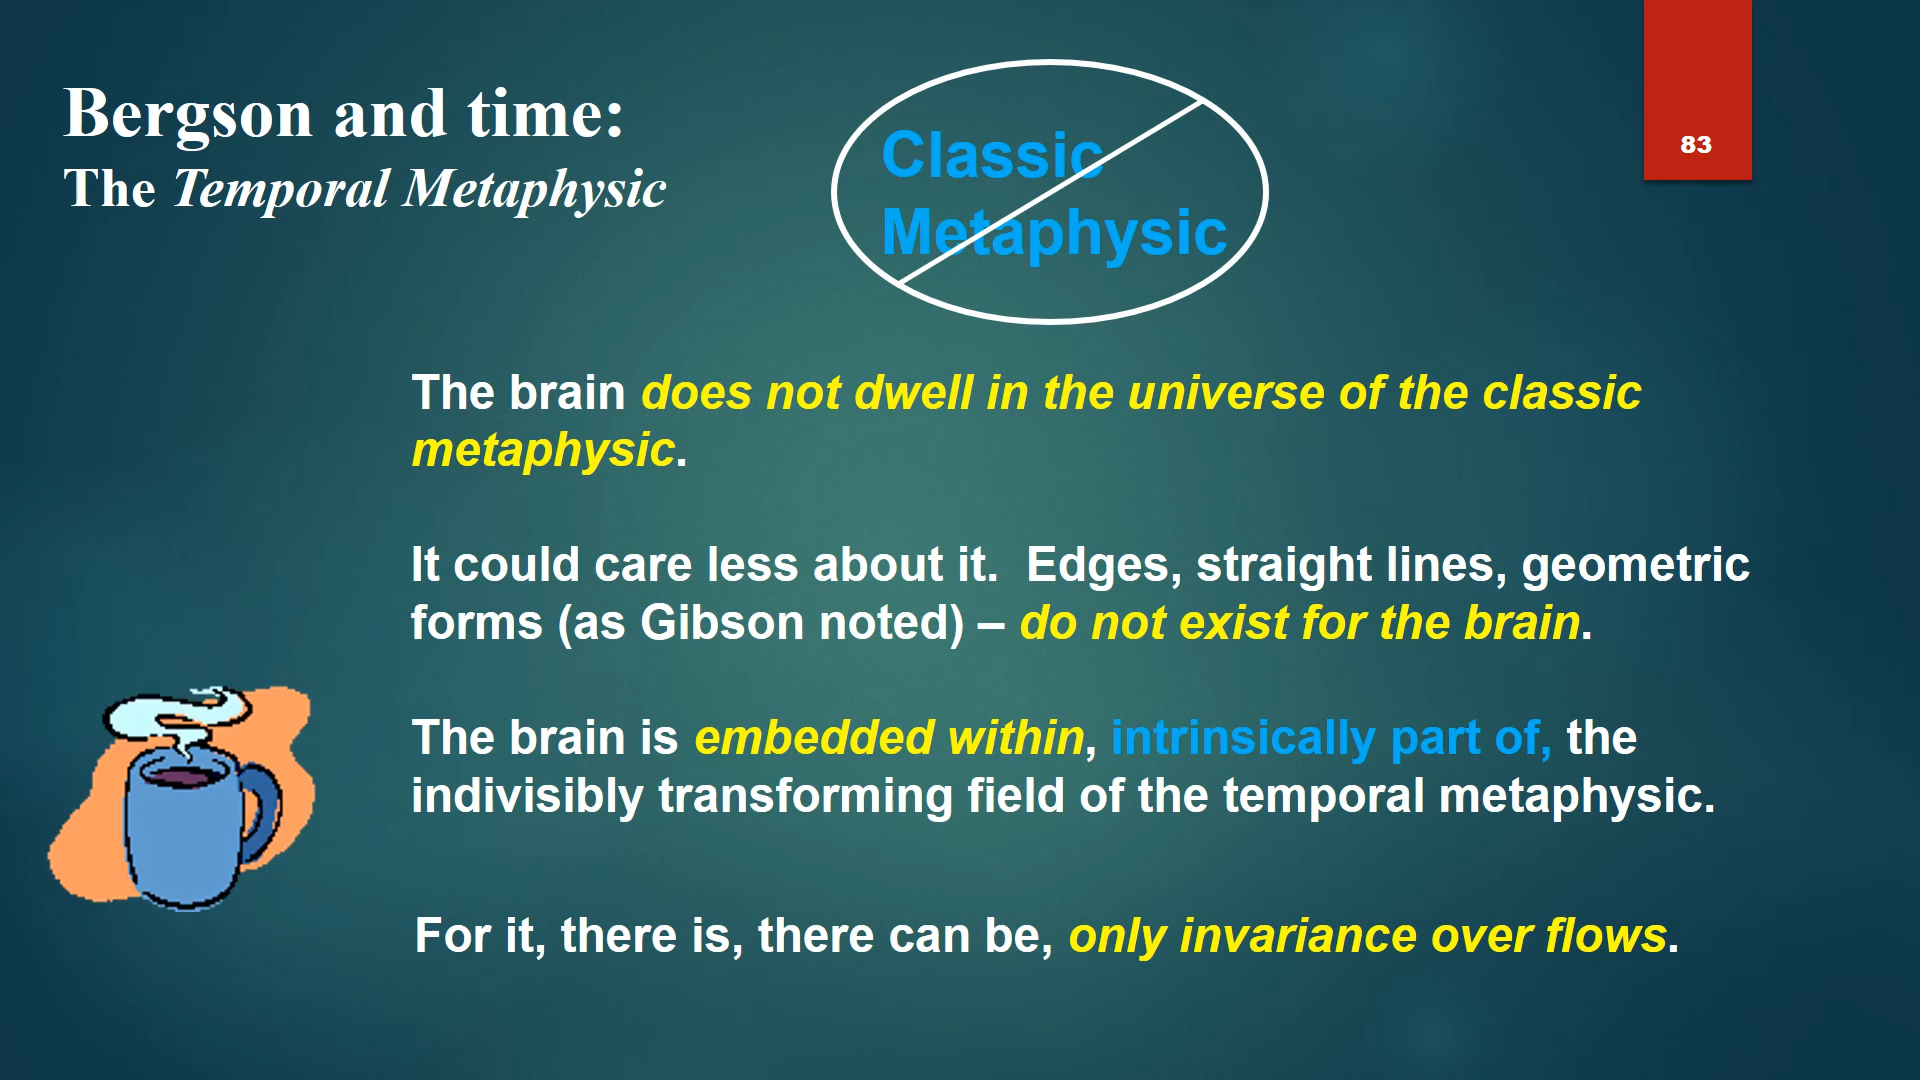 Bergson and time:
The Temporal Metaphysic
Classic
Metaphysic
83
The brain does not dwell in the universe of the classic
metaphysic.
It could care less about it.  Edges, straight lines, geometric
forms (as Gibson noted) – do not exist for the brain.
The brain is embedded within, intrinsically part of, the
indivisibly transforming field of the temporal metaphysic.
For it, there is, there can be, only invariance over flows.